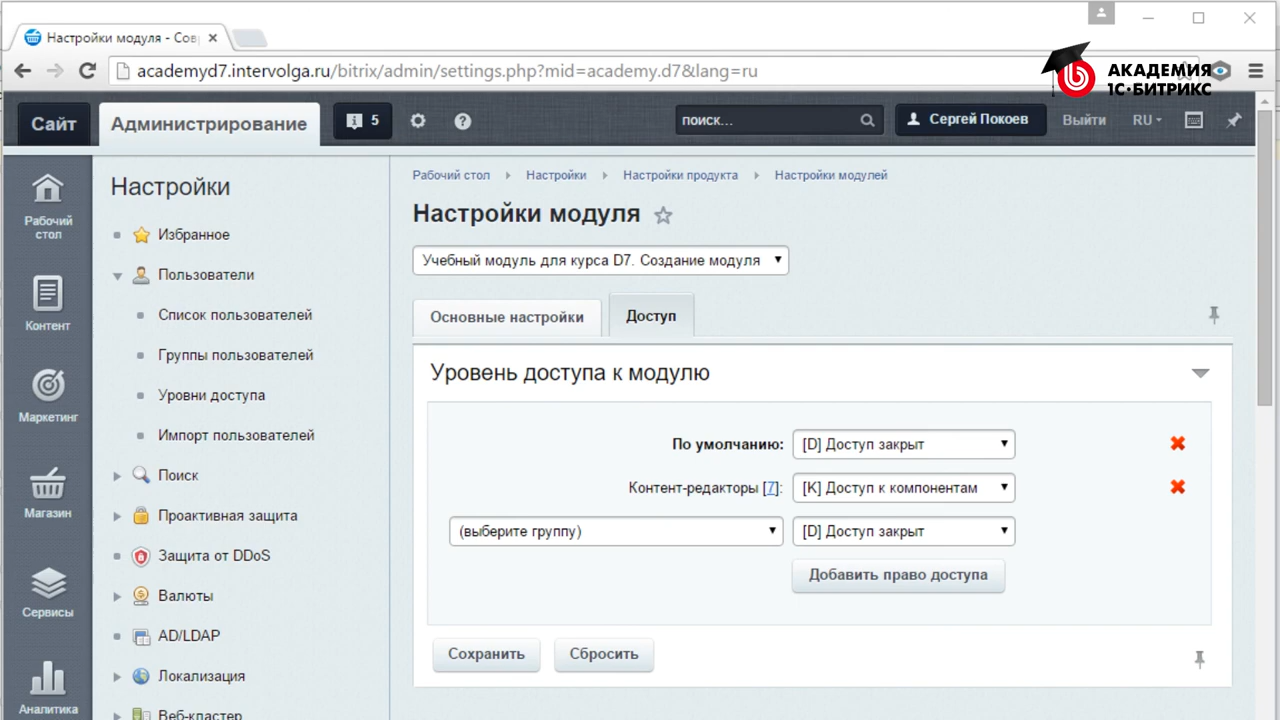 Настройки модуля - Сов
academyd7.intervolga.ru/bitrix/admin/settings.php?mid=academy.d7&lang=ru
АКАДЕМИЯ
1С·БИТРИКС
Сайт
Администрирование
5
поиск...
Сергей Покоев
Выйти
RU
Рабочий стол
Контент
Маркетинг
Магазин
Сервисы
Аналитика
Настройки
Избранное
Пользователи
Список пользователей
Группы пользователей
Уровни доступа
Импорт пользователей
Поиск
Проактивная защита
Защита от DDoS
Валюты
AD/LDAP
Локализация
Веб-кластер
Рабочий стол
Настройки
Настройки продукта
Настройки модулей
Настройки модуля
Учебный модуль для курса D7. Создание модуля
Основные настройки
Доступ
Уровень доступа к модулю
По умолчанию: [D] Доступ закрыт
Контент-редакторы [7]: [K] Доступ к компонентам
(выберите группу) [D] Доступ закрыт
Добавить право доступа
Сохранить
Сбросить